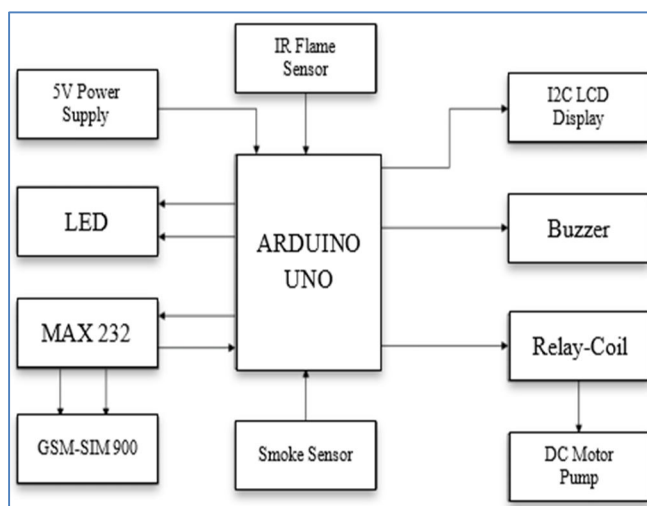 IR Flame
Sensor
5V Power
Supply
I2C LCD
Display
LED
ARDUINO
UNO
Buzzer
MAX 232
Relay-Coil
GSM-SIM 900
Smoke Sensor
DC Motor
Pump